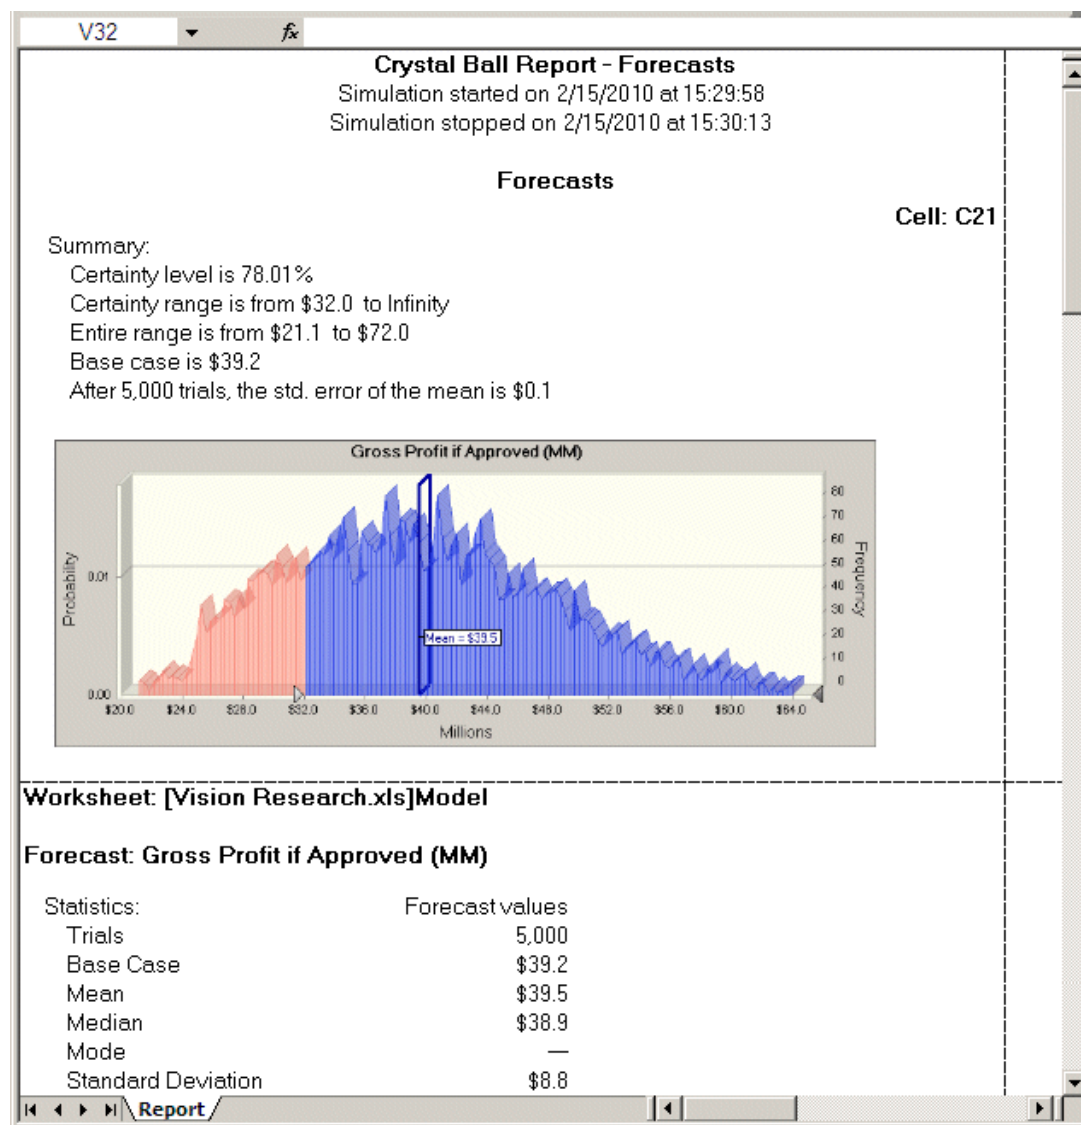 V32
fx
Crystal Ball Report - Forecasts
Simulation started on 2/15/2010 at 15:29:58
Simulation stopped on 2/15/2010 at 15:30:13
Forecasts
Cell: C21
Summary:
Certainty level is 78.01%
Certainty range is from $32.0 to Infinity
Entire range is from $21.1 to $72.0
Base case is $39.2
After 5,000 trials, the std. error of the mean is $0.1
Gross Profit if Approved (MM)
Probability
0.01
0.00
Mean = $39.5
80
70
60
50
40
30
20
10
0
Frequency
$20.0 $24.0 $28.0 $32.0 $36.0 $40.0 $44.0 $48.0 $52.0 $56.0 $60.0 $64.0
Millions
Worksheet: [Vision Research.xls]Model
Forecast: Gross Profit if Approved (MM)
Statistics: Forecast values
Trials 5,000
Base Case $39.2
Mean $39.5
Median $38.9
Mode —
Standard Deviation $8.8
Report